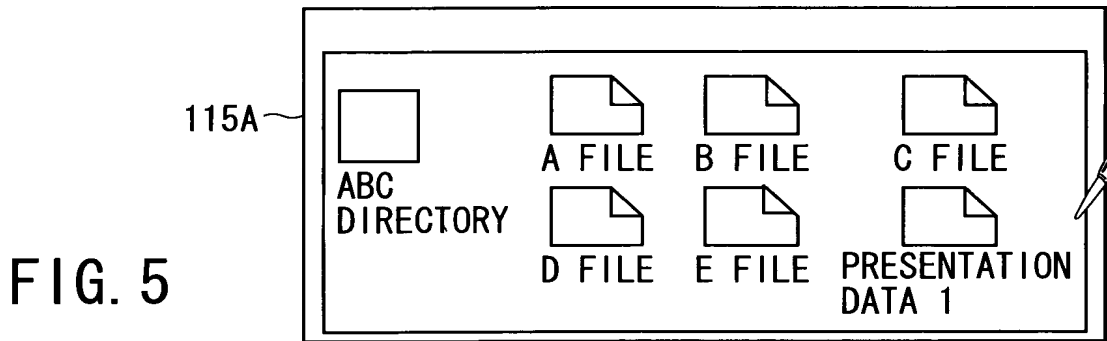 115A
A FILE B FILE C FILE
ABC
DIRECTORY
D FILE E FILE PRESENTATION
DATA 1
FIG. 5